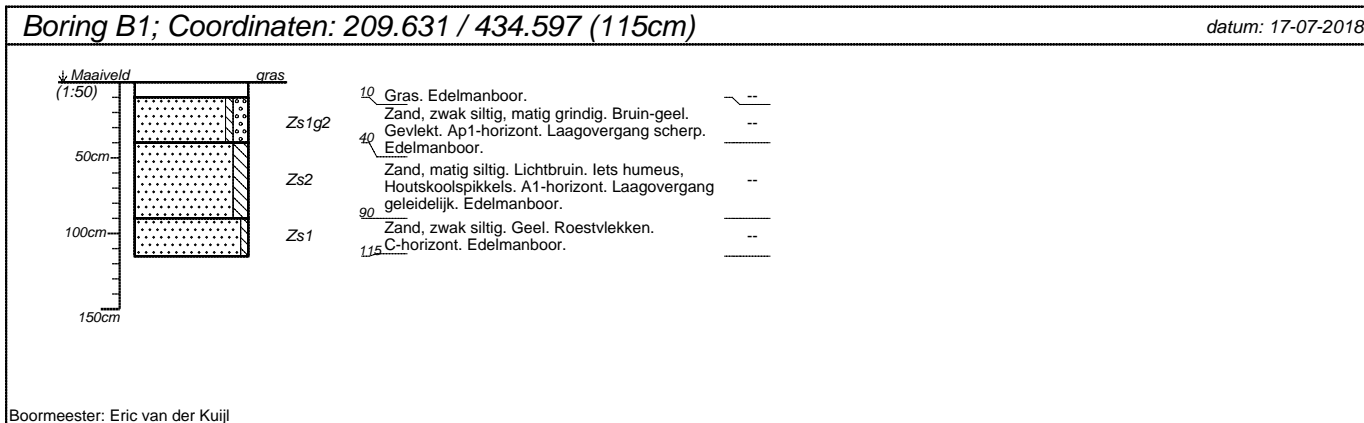 Boring B1; Coordinaten: 209.631 / 434.597 (115cm)
datum: 17-07-2018
Maaiveld
gras
(1:50)
10
Gras. Edelmanboor.
--
Zs1g2
Zand, zwak siltig, matig grindig. Bruin-geel.
Gevlekt. Ap1-horizont. Laagovergang scherp.
Edelmanboor.
--
40
50cm
Zs2
Zand, matig siltig. Lichtbruin. Iets humeus,
Houtskoolspikkels. A1-horizont. Laagovergang
geleidelijk. Edelmanboor.
--
90
100cm
Zs1
Zand, zwak siltig. Geel. Roestvlekken.
C-horizont. Edelmanboor.
--
115
150cm
Boormeester: Eric van der Kuijl